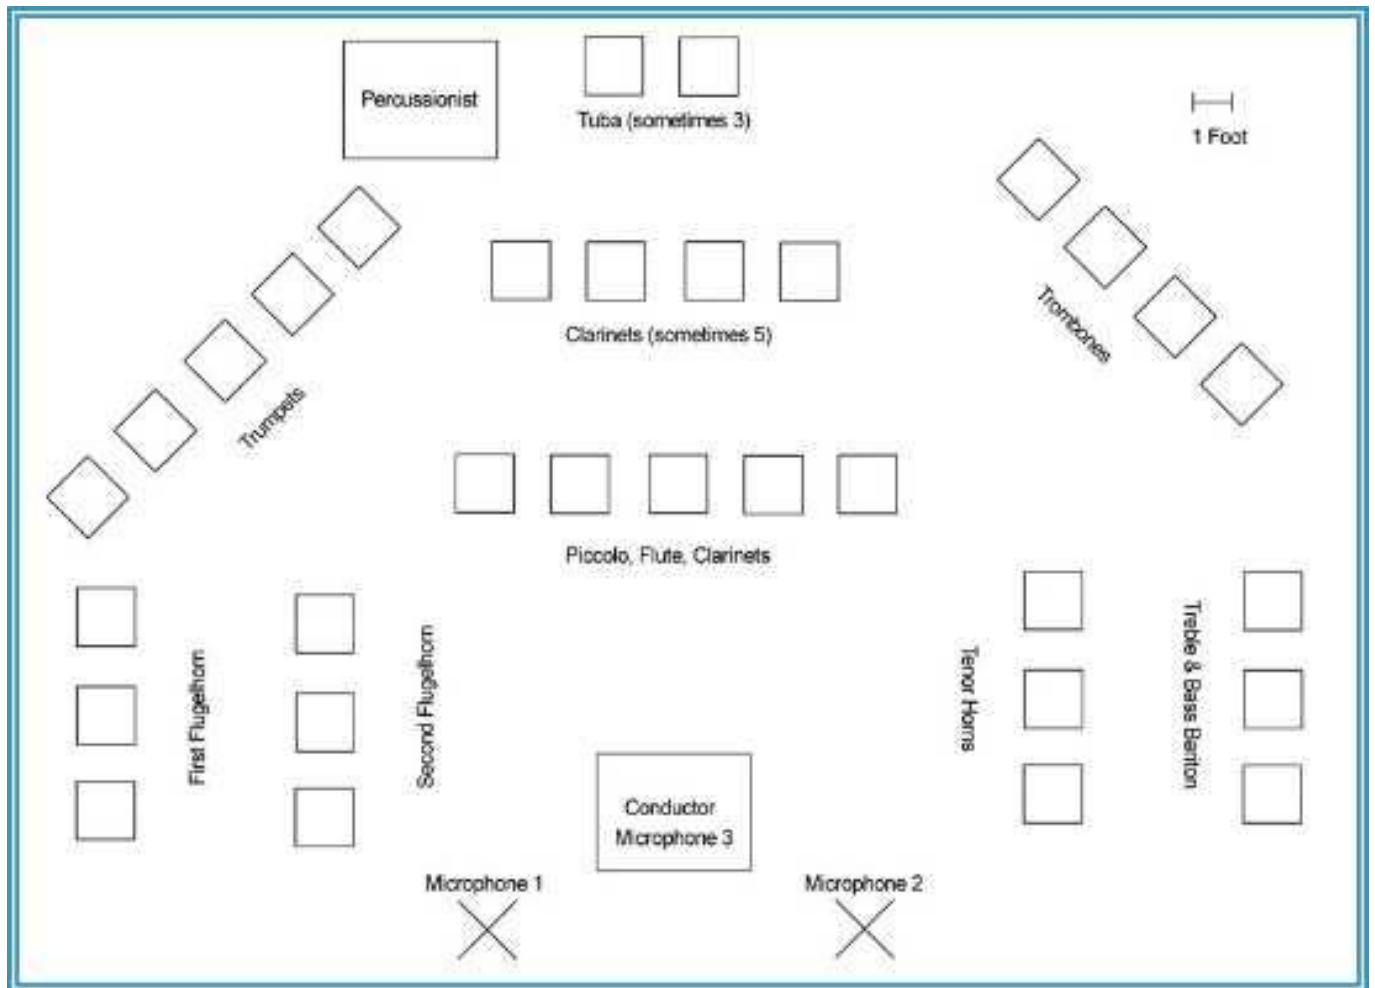 Percussionist
Tuba (sometimes 3)
1 Foot
Clarinets (sometimes 5)
Trombones
Trumpets
Piccolo, Flute, Clarinets
First Flugelhorn
Second Flugelhorn
Tenor Horns
Treble & Bass Bariton
Conductor
Microphone 3
Microphone 1
Microphone 2